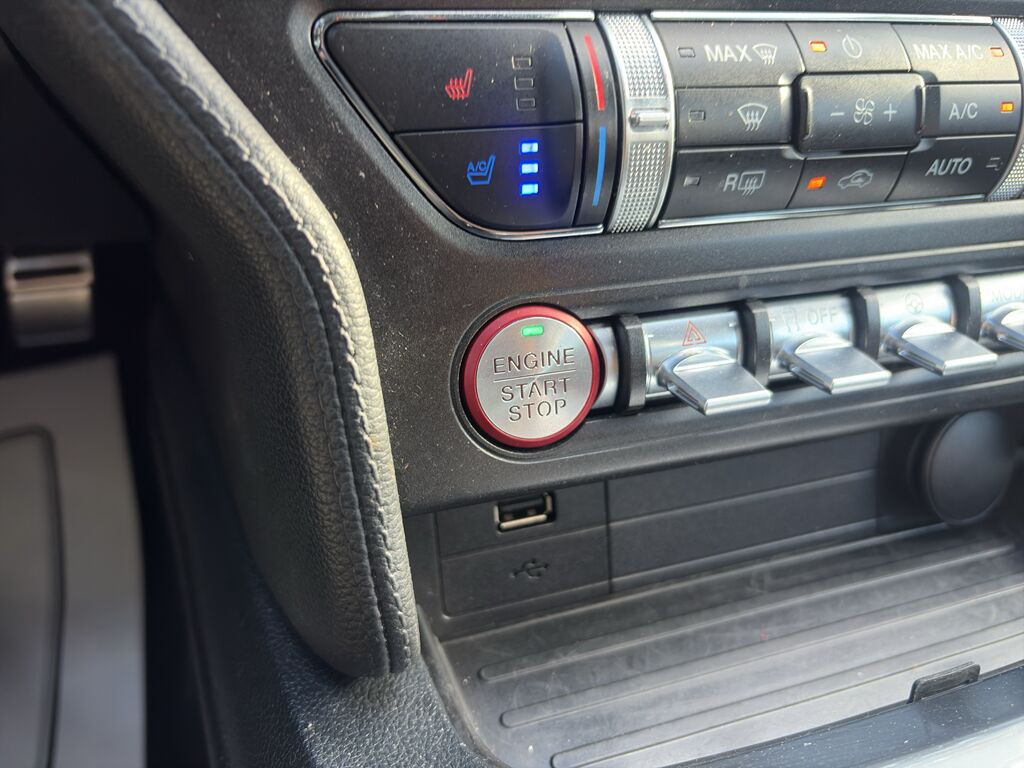 MAX
MAX A/C
A/C
A/C
R
AUTO
ENGINE
START
STOP
OFF